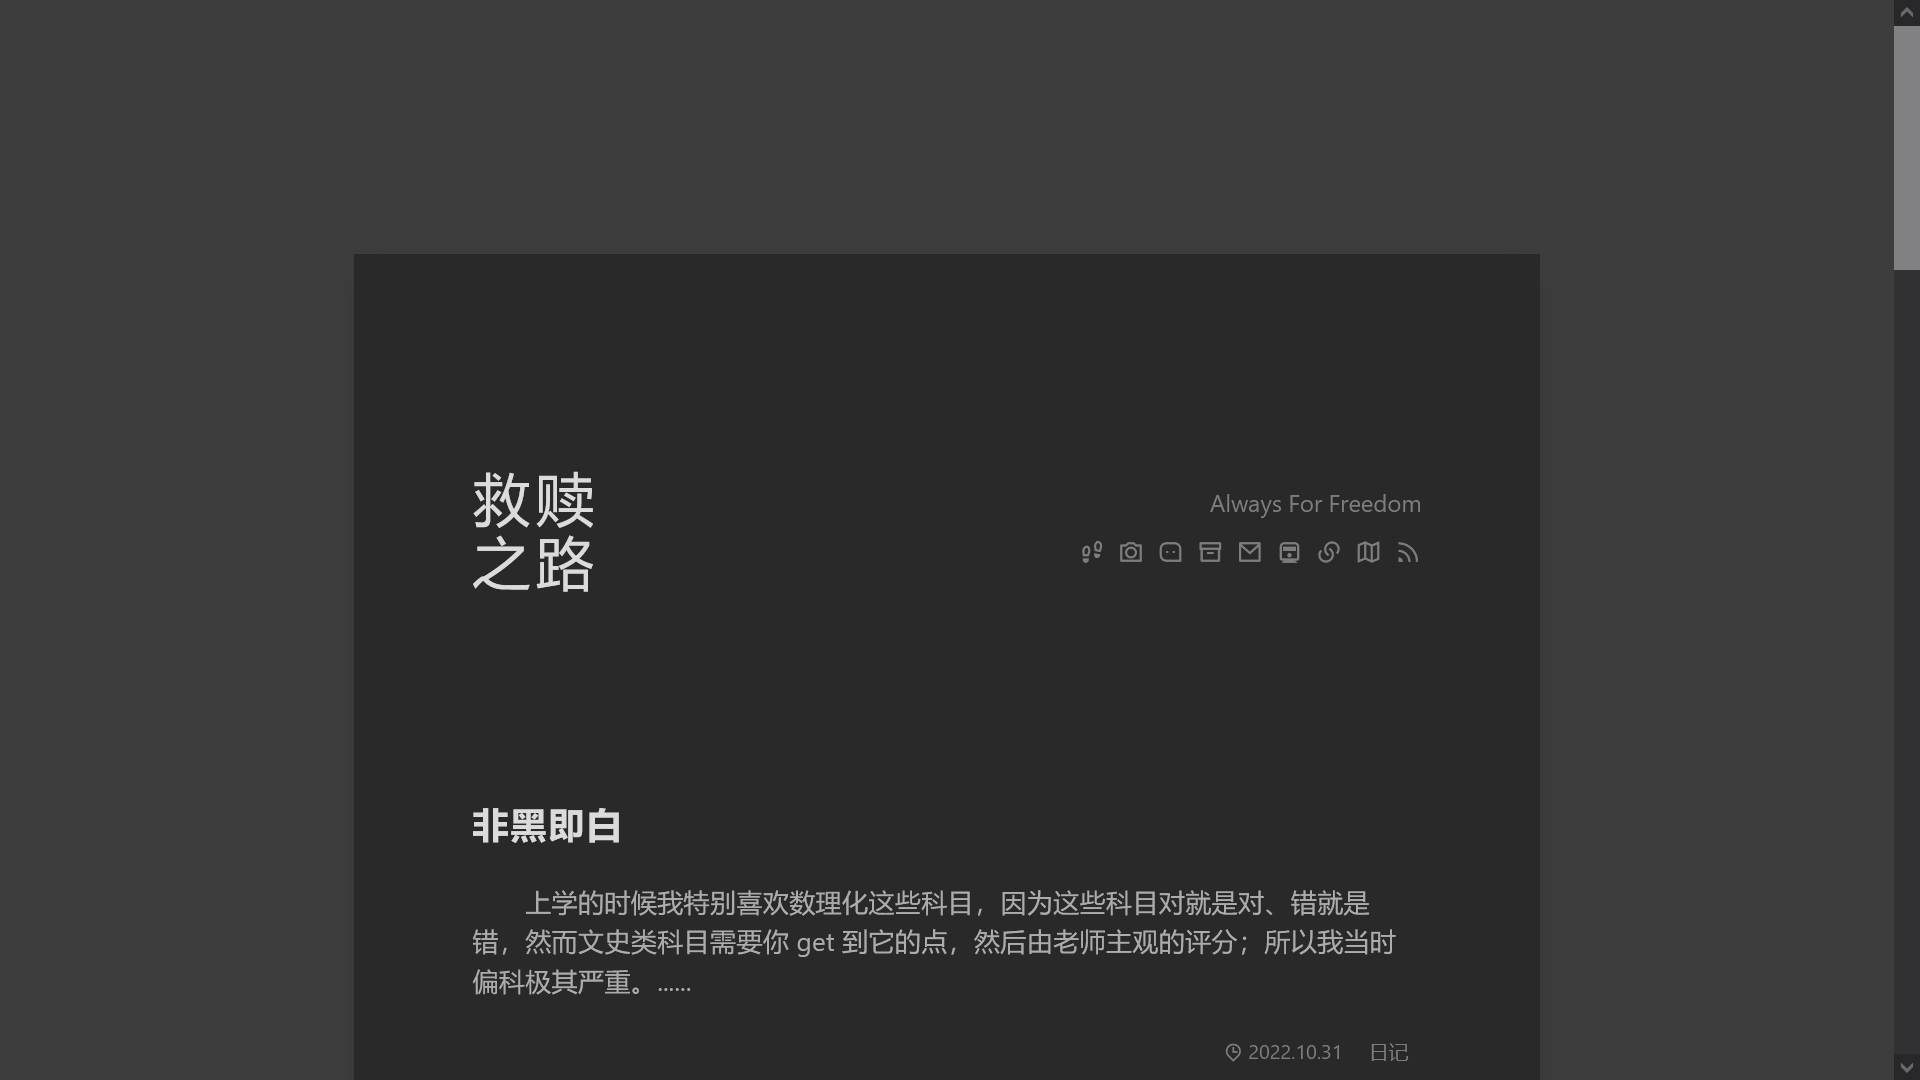 救赎
之路
Always For Freedom
非黑即白
上学的时候我特别喜欢数理化这些科目，因为这些科目对就是对、错就是
错，然而文史类科目需要你 get 到它的点，然后由老师主观的评分；所以我当时
偏科极其严重。......
2022.10.31 日记